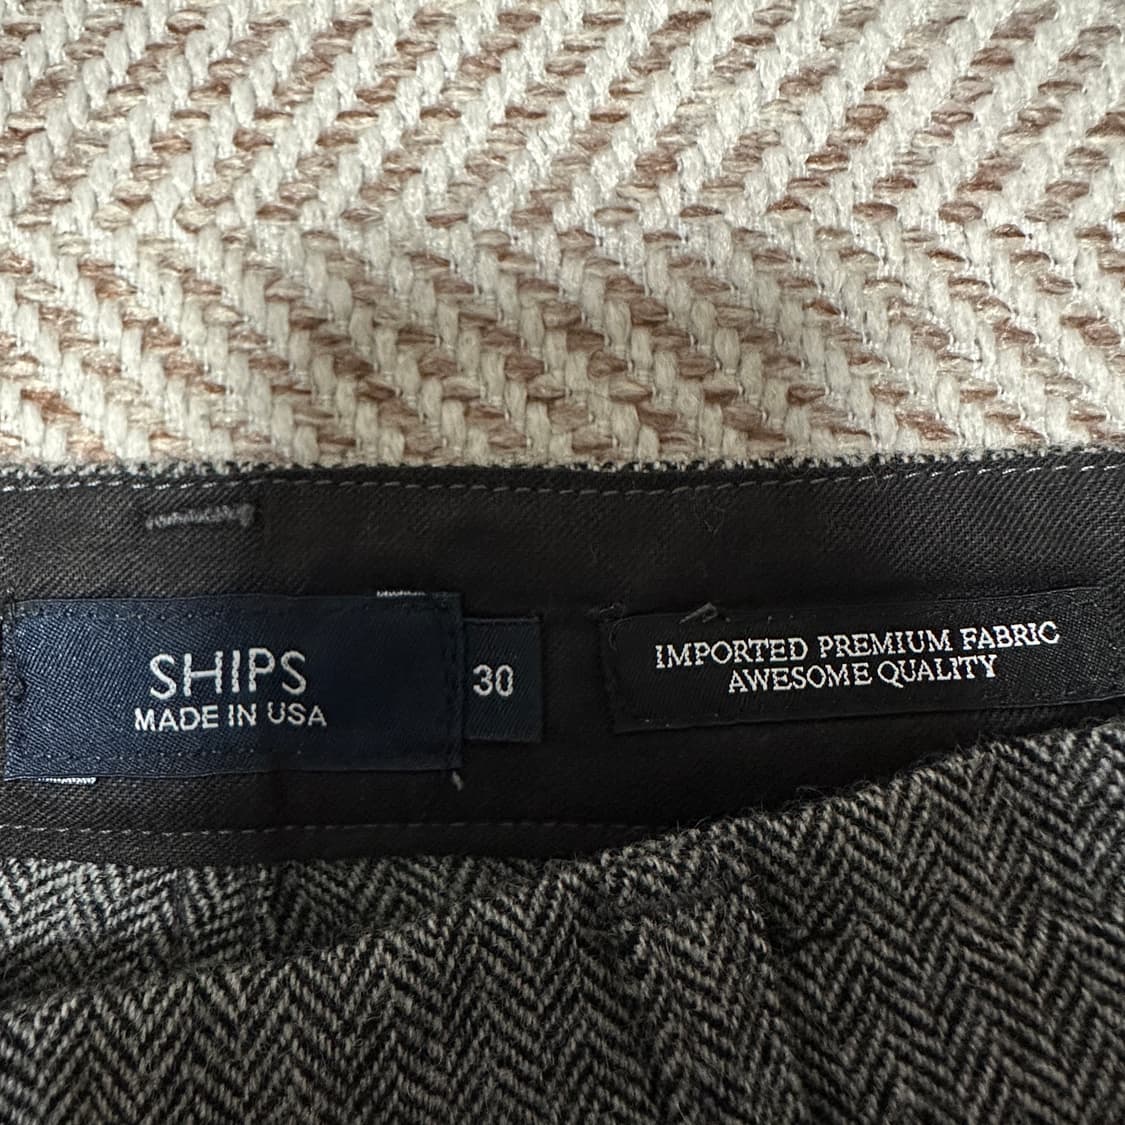 SHIPS
MADE IN USA
30
IMPORTED PREMIUM FABRIC
AWESOME QUALITY